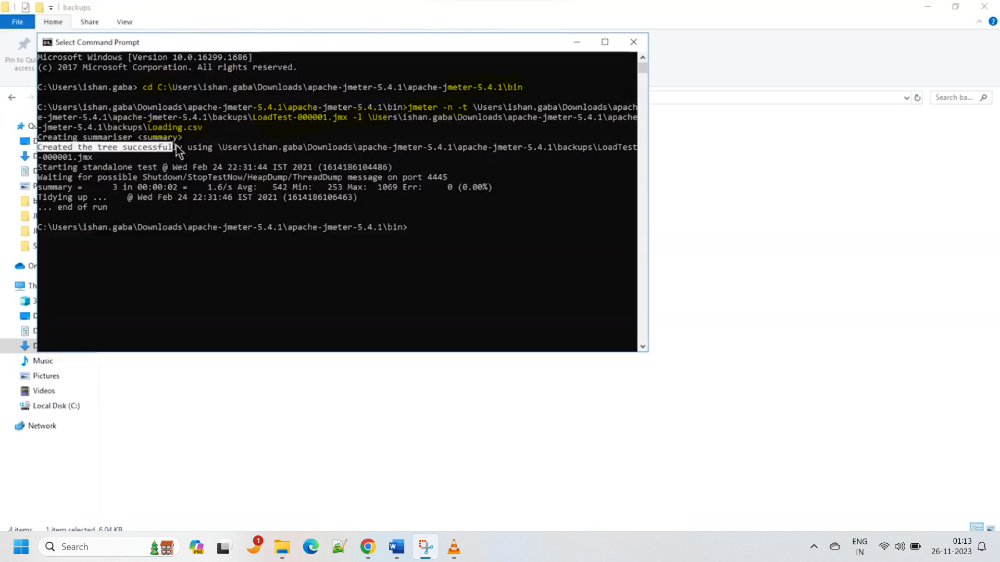 backups
File Home Share View
Pin to Qui
access
Select Command Prompt
Microsoft Windows [Version 10.0.16299.1686]
(c) 2017 Microsoft Corporation. All rights reserved.
C:\Users\ishan.gaba> cd C:\Users\ishan.gaba\Downloads\apache-jmeter-5.4.1\apache-jmeter-5.4.1\bin
C:\Users\ishan.gaba\Downloads\apache-jmeter-5.4.1\apache-jmeter-5.4.1\bin>jmeter -n -t \Users\ishan.gaba\Downloads\apach
e-jmeter-5.4.1\apache-jmeter-5.4.1\backups\LoadTest-000001.jmx -l \Users\ishan.gaba\Downloads\apache-jmeter-5.4.1\apache
-jmeter-5.4.1\backups\Loading.csv
Creating summariser <summary>
Created the tree successfully using \Users\ishan.gaba\Downloads\apache-jmeter-5.4.1\apache-jmeter-5.4.1\backups\LoadTest
-000001.jmx
Starting standalone test @ Wed Feb 24 22:31:44 IST 2021 (1614186104486)
Waiting for possible Shutdown/StopTestNow/HeapDump/ThreadDump message on port 4445
summary = 3 in 00:00:02 = 1.6/s Avg: 542 Min: 253 Max: 1069 Err: 0 (0.00%)
Tidying up ... @ Wed Feb 24 22:31:46 IST 2021 (1614186106463)
... end of run
C:\Users\ishan.gaba\Downloads\apache-jmeter-5.4.1\apache-jmeter-5.4.1\bin>
Search ba...
Music
Pictures
Videos
Local Disk (C:)
Network
4 items 1 item selected 6.04 KB
Search
PRE
1
ENG
IN
01:13
26-11-2023